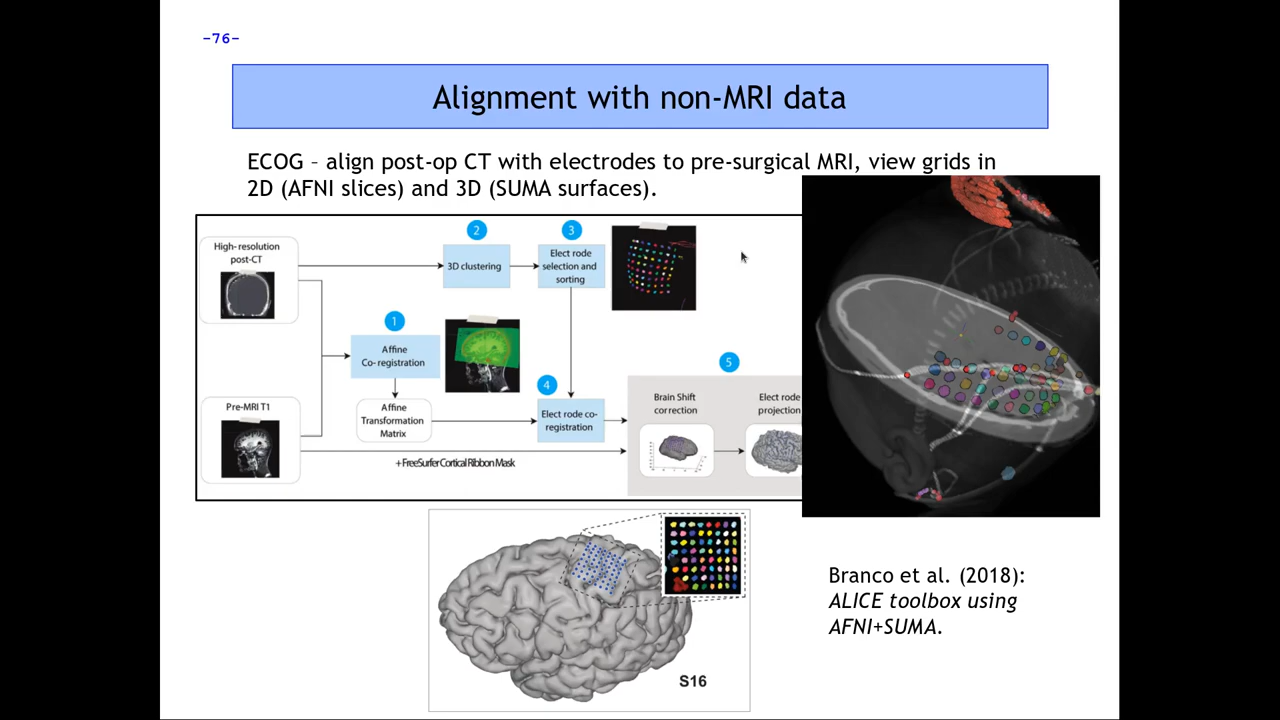 -76-
Alignment with non-MRI data
ECOG – align post-op CT with electrodes to pre-surgical MRI, view grids in
2D (AFNI slices) and 3D (SUMA surfaces).
High-resolution
post-CT
2
3D clustering
3
Elect rode
selection and
sorting
1
Affine
Co-registration
Affine
Transformation
Matrix
Pre-MRI T1
4
Elect rode co-
registration
+FreeSurfer Cortical Ribbon Mask
5
Brain Shift
correction
Elect rode
projection
S16
Branco et al. (2018):
ALICE toolbox using
AFNI+SUMA.